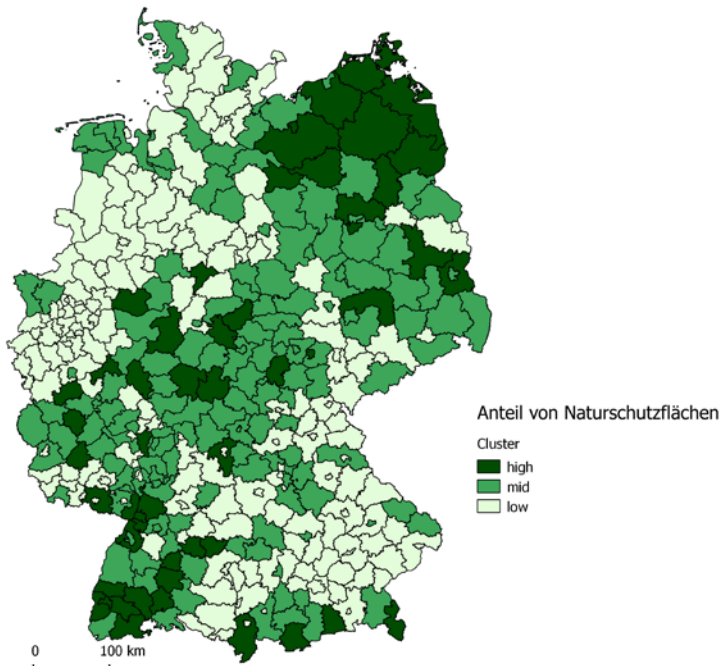 Anteil von Naturschutzflächen
Cluster
high
mid
low
0 100 km